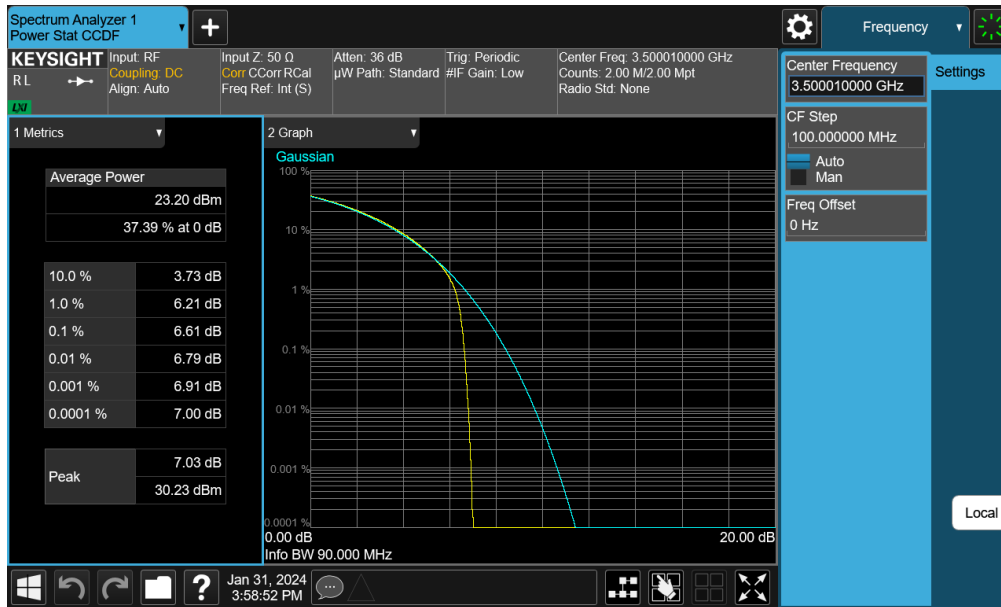 Spectrum Analyzer 1
Power Stat CCDF
Frequency
KEYSIGHT
R L
LXI
Input: RF
Coupling: DC
Align: Auto
Input Z: 50 Ω
Corr CCorr RCal
Freq Ref: Int (S)
Atten: 36 dB
µW Path: Standard
Trig: Periodic
#IF Gain: Low
Center Freq: 3.500010000 GHz
Counts: 2.00 M/2.00 Mpt
Radio Std: None
Center Frequency
3.500010000 GHz
Settings
CF Step
100.000000 MHz
Auto
Man
Freq Offset
0 Hz
Local
1 Metrics
Average Power
23.20 dBm
37.39 % at 0 dB
10.0 % 3.73 dB
1.0 % 6.21 dB
0.1 % 6.61 dB
0.01 % 6.79 dB
0.001 % 6.91 dB
0.0001 % 7.00 dB
Peak
7.03 dB
30.23 dBm
2 Graph
Gaussian
100 %
10 %
1 %
0.1 %
0.01 %
0.001 %
0.0001 %
0.00 dB
20.00 dB
Info BW 90.000 MHz
?
Jan 31, 2024
3:58:52 PM